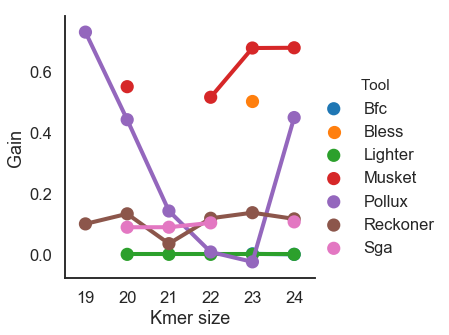 Gain
0.6
0.4
0.2
0.0
19 20 21 22 23 24
Kmer size
Tool
Bfc
Bless
Lighter
Musket
Pollux
Reckoner
Sga